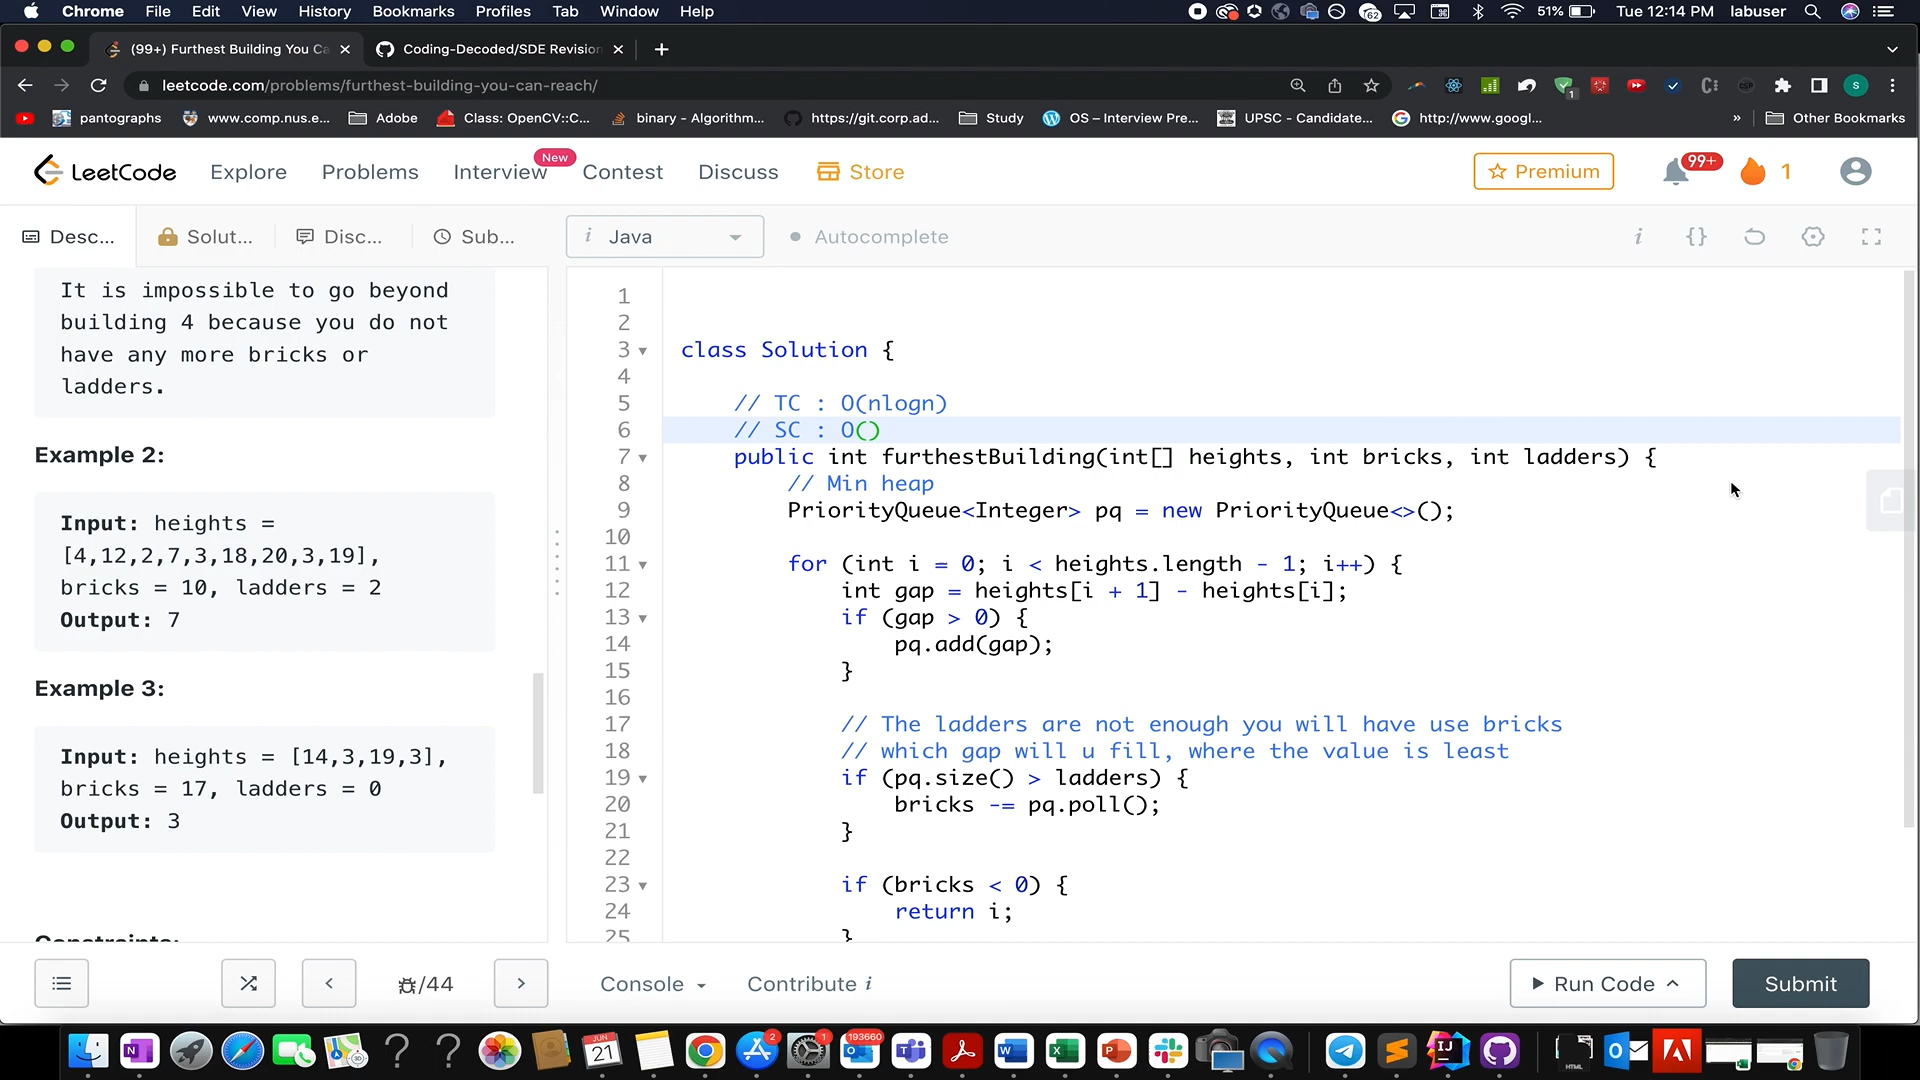 Chrome File Edit View History Bookmarks Profiles Tab Window Help 62 51% Tue 12:14 PM labuser
(99+) Furthest Building You Ca Coding-Decoded/SDE Revision
leetcode.com/problems/furthest-building-you-can-reach/ 1 S
pantographs www.comp.nus.e... Adobe Class: OpenCV::C... binary - Algorithm... https://git.corp.ad... Study OS – Interview Pre... UPSC - Candidate... http://www.googl... » Other Bookmarks
LeetCode Explore Problems Interview New Contest Discuss Store Premium 99+ 1
Desc... Solut... Disc... Sub... i Java Autocomplete i {}
It is impossible to go beyond
building 4 because you do not
have any more bricks or
ladders.
Example 2:
Input: heights =
[4,12,2,7,3,18,20,3,19],
bricks = 10, ladders = 2
Output: 7
Example 3:
Input: heights = [14,3,19,3],
bricks = 17, ladders = 0
Output: 3
Constraints:
1
2
3 class Solution {
4
5 // TC : O(nlogn)
6 // SC : O()
7 public int furthestBuilding(int[] heights, int bricks, int ladders) {
8 // Min heap
9 PriorityQueue<Integer> pq = new PriorityQueue<>();
10
11 for (int i = 0; i < heights.length - 1; i++) {
12 int gap = heights[i + 1] - heights[i];
13 if (gap > 0) {
14 pq.add(gap);
15 }
16
17 // The ladders are not enough you will have use bricks
18 // which gap will u fill, where the value is least
19 if (pq.size() > ladders) {
20 bricks -= pq.poll();
21 }
22
23 if (bricks < 0) {
24 return i;
25 }
/44 Console Contribute i Run Code Submit
JUN 21 2 1 193660